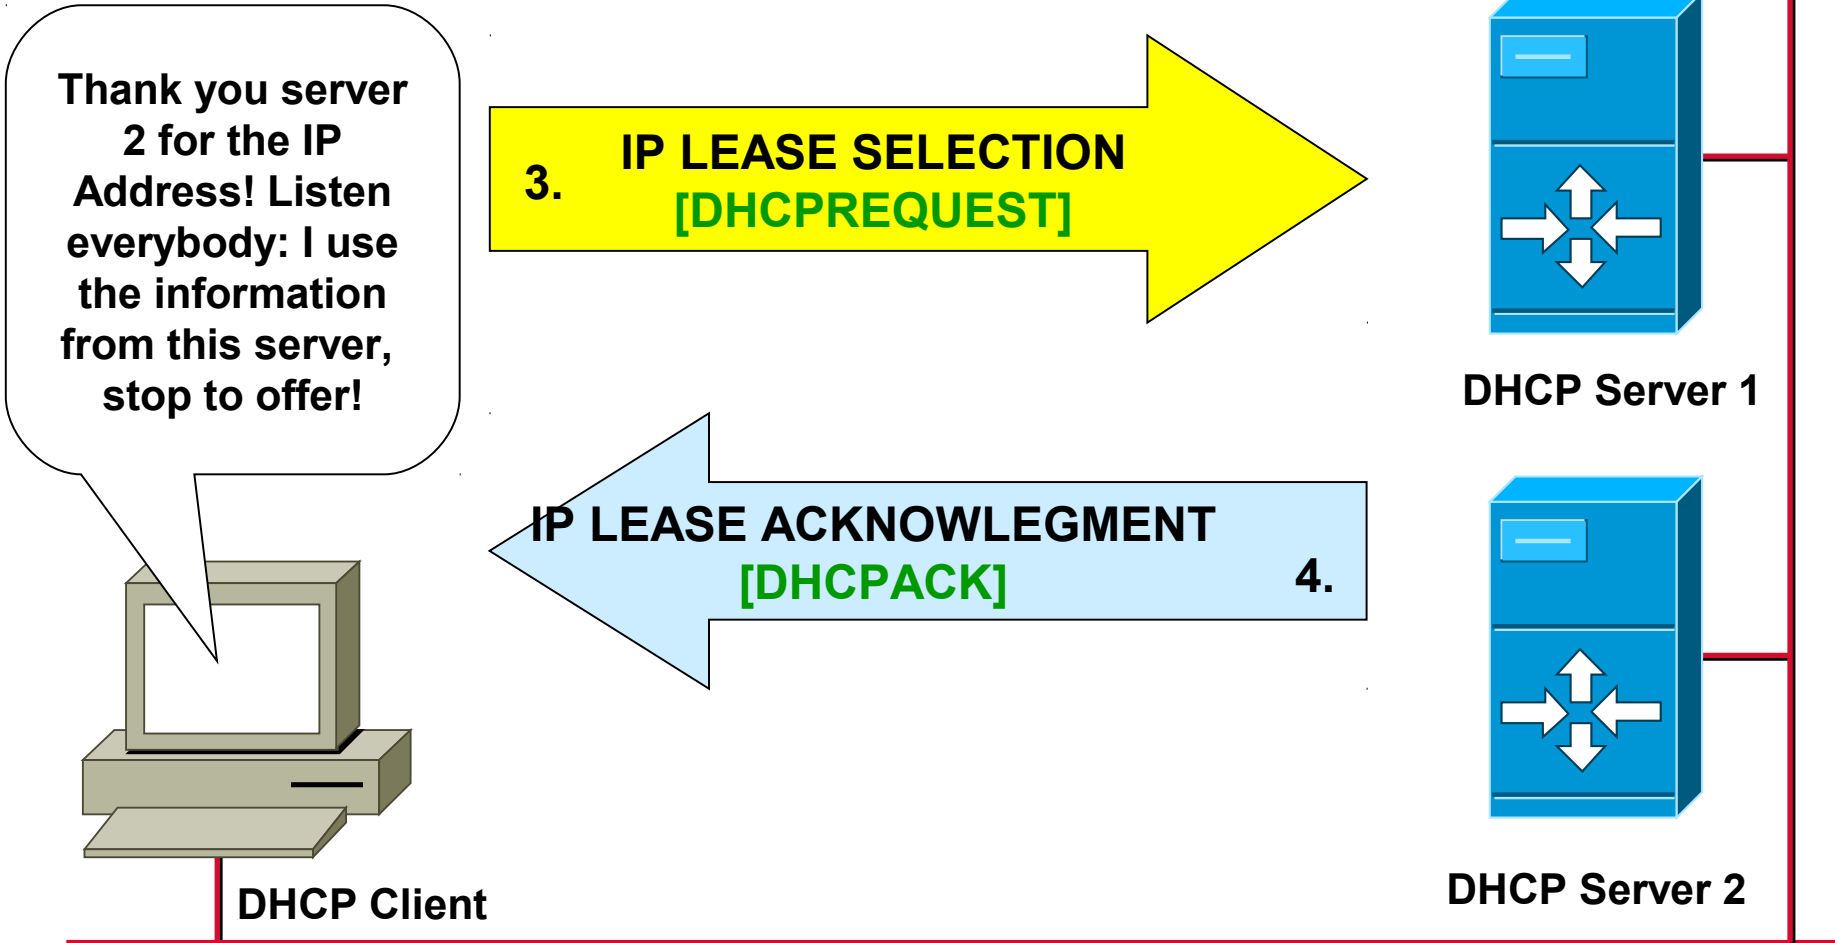 Thank you server
2 for the IP
Address! Listen
everybody: I use
the information
from this server,
stop to offer!
3.
IP LEASE SELECTION
[DHCPREQUEST]
DHCP Server 1
IP LEASE ACKNOWLEGMENT
[DHCPACK]
4.
DHCP Server 2
DHCP Client